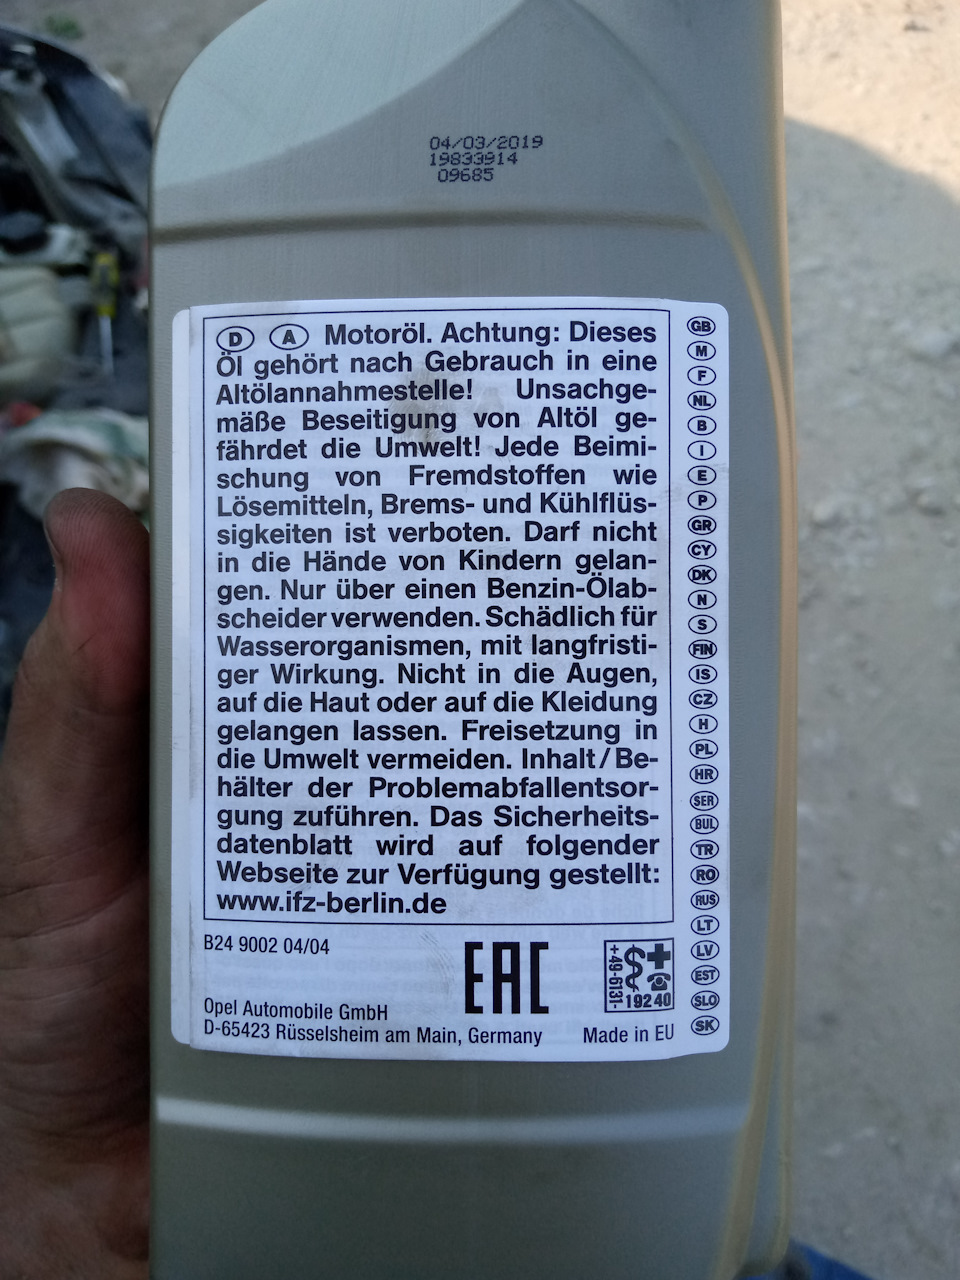 04/03/2019
19833914
09685
D A Motoröl. Achtung: Dieses
Öl gehört nach Gebrauch in eine
Altölannahmestelle! Unsachge-
mäße Beseitigung von Altöl ge-
fährdet die Umwelt! Jede Beimi-
schung von Fremdstoffen wie
Lösemitteln, Brems- und Kühlflüs-
sigkeiten ist verboten. Darf nicht
in die Hände von Kindern gelan-
gen. Nur über einen Benzin-Ölab-
scheider verwenden. Schädlich für
Wasserorganismen, mit langfristi-
ger Wirkung. Nicht in die Augen,
auf die Haut oder auf die Kleidung
gelangen lassen. Freisetzung in
die Umwelt vermeiden. Inhalt/Be-
hälter der Problemabfallentsor-
gung zuführen. Das Sicherheits-
datenblatt wird auf folgender
Webseite zur Verfügung gestellt:
www.ifz-berlin.de
GB
M
F
NL
B
I
E
P
GR
CY
DK
N
S
FIN
IS
CZ
H
PL
HR
SER
BUL
TR
RO
RUS
LT
LV
EST
SLO
SK
B24 9002 04/04
EAC
+49-6131-
19240
Opel Automobile GmbH
D-65423 Rüsselsheim am Main, Germany
Made in EU